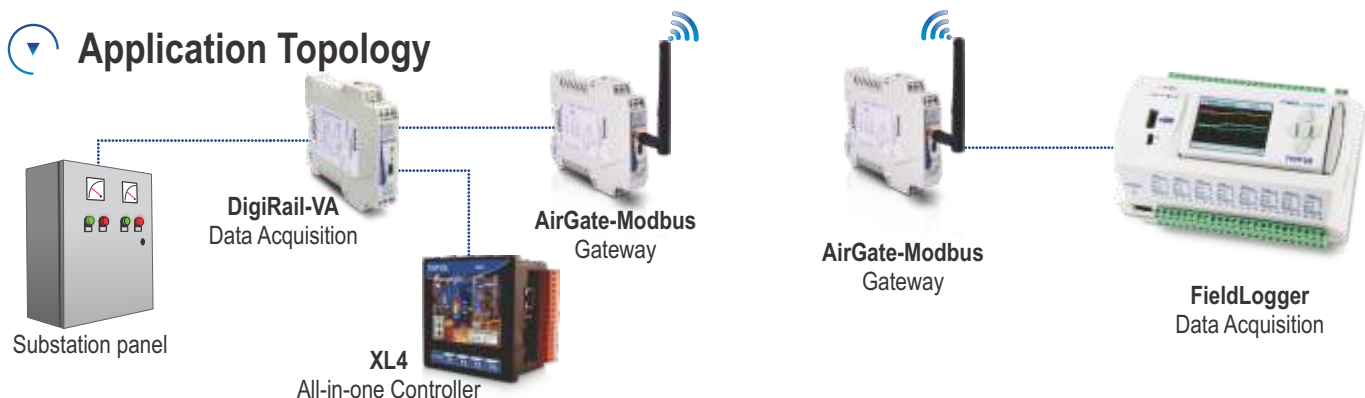 Application Topology
DigiRail-VA
Data Acquisition
AirGate-Modbus
Gateway
AirGate-Modbus
Gateway
FieldLogger
Data Acquisition
Substation panel
XL4
All-in-one Controller